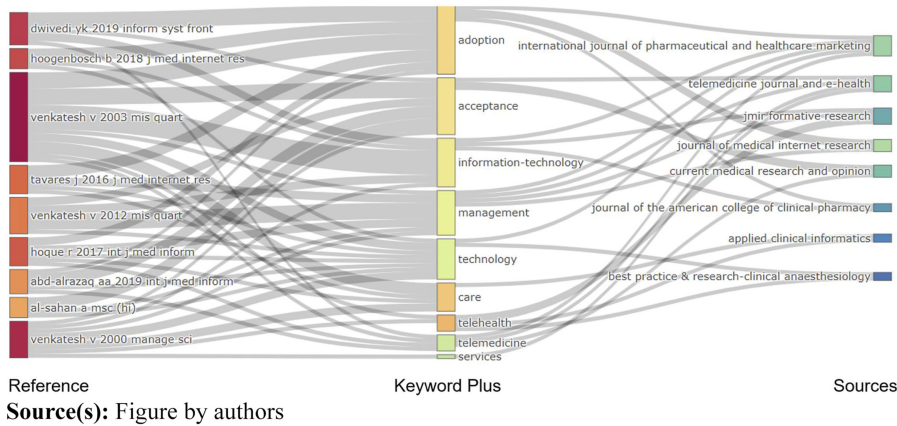 dwivedi yk 2019 inform syst front
hoogenbosch b 2018 j med internet res
venkatesh v 2003 mis quart
tavares j 2016 j med internet res
venkatesh v 2012 mis quart
hoque r 2017 int j med inform
abd-alrazaq aa 2019 int j med inform
al-sahan a msc (hi)
venkatesh v 2000 manage sci
adoption
acceptance
information-technology
management
technology
care
telehealth
telemedicine
services
international journal of pharmaceutical and healthcare marketing
telemedicine journal and e-health
jmir formative research
journal of medical internet research
current medical research and opinion
journal of the american college of clinical pharmacy
applied clinical informatics
best practice & research-clinical anaesthesiology
Reference
Keyword Plus
Sources
Source(s): Figure by authors